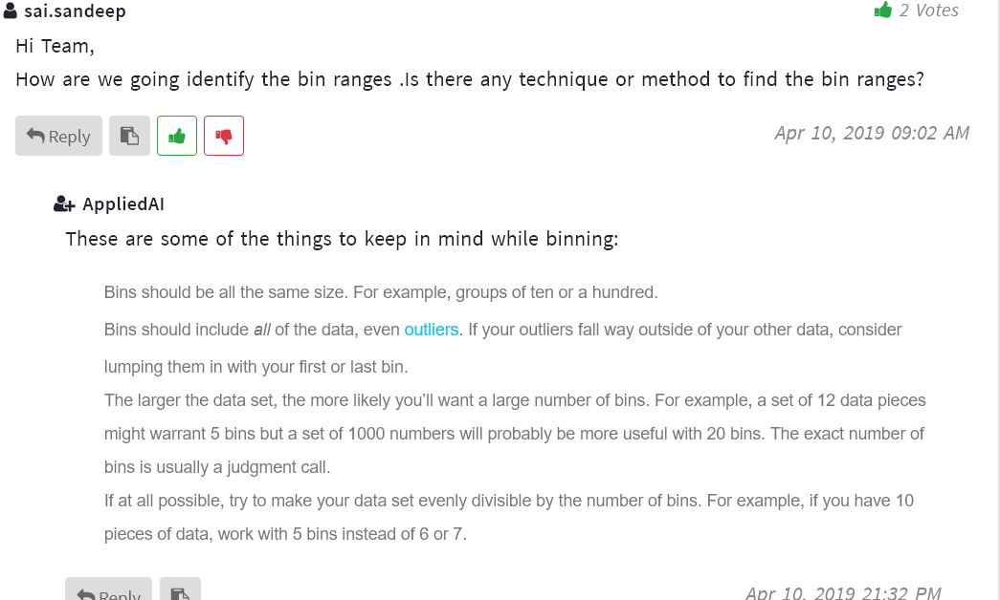 sai.sandeep
2 Votes
Hi Team,
How are we going identify the bin ranges .Is there any technique or method to find the bin ranges?
Reply
Apr 10, 2019 09:02 AM
AppliedAI
These are some of the things to keep in mind while binning:
Bins should be all the same size. For example, groups of ten or a hundred.
Bins should include all of the data, even outliers. If your outliers fall way outside of your other data, consider
lumping them in with your first or last bin.
The larger the data set, the more likely you’ll want a large number of bins. For example, a set of 12 data pieces
might warrant 5 bins but a set of 1000 numbers will probably be more useful with 20 bins. The exact number of
bins is usually a judgment call.
If at all possible, try to make your data set evenly divisible by the number of bins. For example, if you have 10
pieces of data, work with 5 bins instead of 6 or 7.
Reply
Apr 10, 2019 21:32 PM